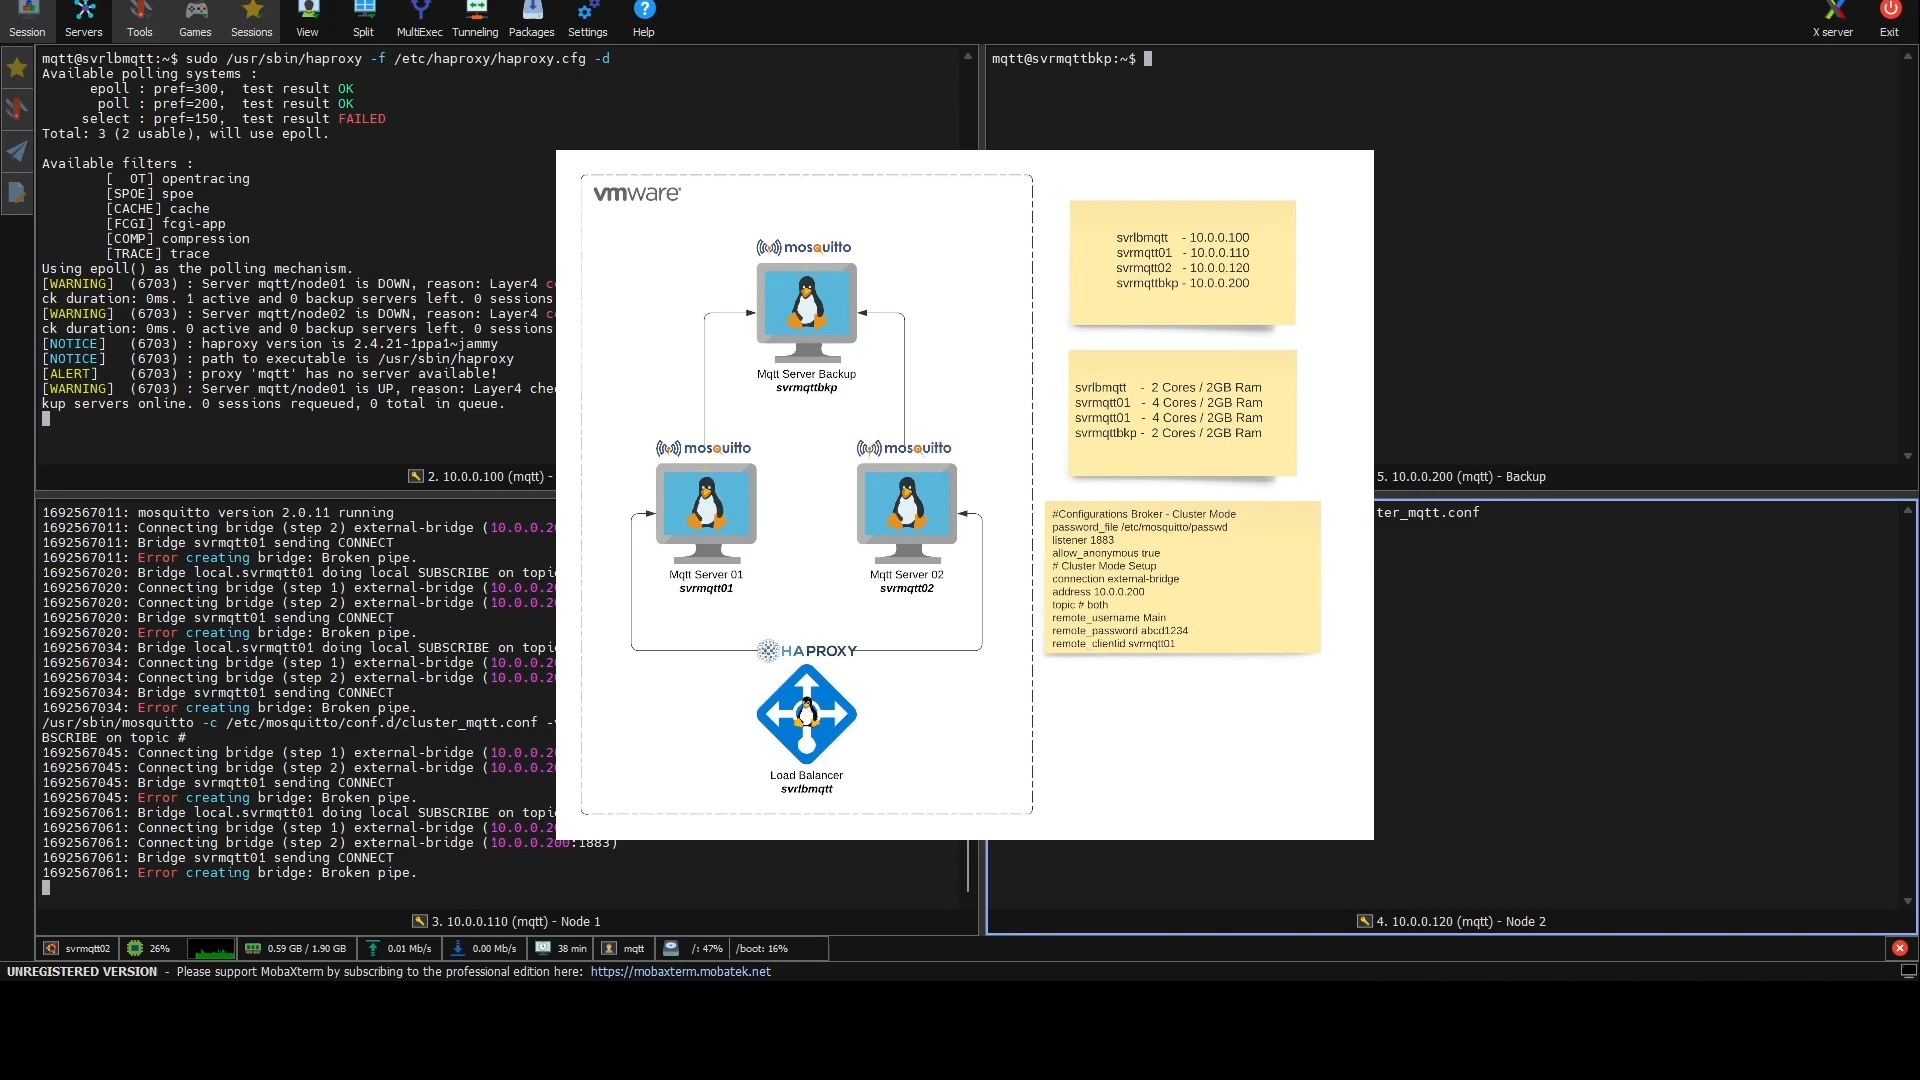 Session Servers Tools Games Sessions View Split MultiExec Tunneling Packages Settings Help X server Exit
mqtt@svrlbmqtt:~$ sudo /usr/sbin/haproxy -f /etc/haproxy/haproxy.cfg -d
Available polling systems :
epoll : pref=300, test result OK
poll : pref=200, test result OK
select : pref=150, test result FAILED
Total: 3 (2 usable), will use epoll.
Available filters :
[ OT] opentracing
[SPOE] spoe
[CACHE] cache
[FCGI] fcgi-app
[COMP] compression
[TRACE] trace
Using epoll() as the polling mechanism.
[WARNING] (6703) : Server mqtt/node01 is DOWN, reason: Layer4 c
ck duration: 0ms. 1 active and 0 backup servers left. 0 sessions
[WARNING] (6703) : Server mqtt/node02 is DOWN, reason: Layer4 c
ck duration: 0ms. 0 active and 0 backup servers left. 0 sessions
[NOTICE] (6703) : haproxy version is 2.4.21-1ppa1~jammy
[NOTICE] (6703) : path to executable is /usr/sbin/haproxy
[ALERT] (6703) : proxy 'mqtt' has no server available!
[WARNING] (6703) : Server mqtt/node01 is UP, reason: Layer4 che
kup servers online. 0 sessions requeued, 0 total in queue.
2. 10.0.0.100 (mqtt) -
mqtt@svrmqttbkp:~$
5. 10.0.0.200 (mqtt) - Backup
1692567011: mosquitto version 2.0.11 running
1692567011: Connecting bridge (step 2) external-bridge (10.0.0.20
1692567011: Bridge svrmqtt01 sending CONNECT
1692567011: Error creating bridge: Broken pipe.
1692567020: Bridge local.svrmqtt01 doing local SUBSCRIBE on topi
1692567020: Connecting bridge (step 1) external-bridge (10.0.0.20
1692567020: Connecting bridge (step 2) external-bridge (10.0.0.20
1692567020: Bridge svrmqtt01 sending CONNECT
1692567020: Error creating bridge: Broken pipe.
1692567034: Bridge local.svrmqtt01 doing local SUBSCRIBE on topi
1692567034: Connecting bridge (step 1) external-bridge (10.0.0.20
1692567034: Connecting bridge (step 2) external-bridge (10.0.0.20
1692567034: Bridge svrmqtt01 sending CONNECT
1692567034: Error creating bridge: Broken pipe.
/usr/sbin/mosquitto -c /etc/mosquitto/conf.d/cluster_mqtt.conf -v
BSCRIBE on topic #
1692567045: Connecting bridge (step 1) external-bridge (10.0.0.20
1692567045: Connecting bridge (step 2) external-bridge (10.0.0.20
1692567045: Bridge svrmqtt01 sending CONNECT
1692567045: Error creating bridge: Broken pipe.
1692567061: Bridge local.svrmqtt01 doing local SUBSCRIBE on topi
1692567061: Connecting bridge (step 1) external-bridge (10.0.0.20
1692567061: Connecting bridge (step 2) external-bridge (10.0.0.200:1883)
1692567061: Bridge svrmqtt01 sending CONNECT
1692567061: Error creating bridge: Broken pipe.
3. 10.0.0.110 (mqtt) - Node 1
ter_mqtt.conf
4. 10.0.0.120 (mqtt) - Node 2
vmware
mosquitto
Mqtt Server Backup
svrmqttbkp
mosquitto
Mqtt Server 01
svrmqtt01
mosquitto
Mqtt Server 02
svrmqtt02
HAPROXY
Load Balancer
svrlbmqtt
svrlbmqtt - 10.0.0.100
svrmqtt01 - 10.0.0.110
svrmqtt02 - 10.0.0.120
svrmqttbkp - 10.0.0.200
svrlbmqtt - 2 Cores / 2GB Ram
svrmqtt01 - 4 Cores / 2GB Ram
svrmqtt01 - 4 Cores / 2GB Ram
svrmqttbkp - 2 Cores / 2GB Ram
#Configurations Broker - Cluster Mode
password_file /etc/mosquitto/passwd
listener 1883
allow_anonymous true
# Cluster Mode Setup
connection external-bridge
address 10.0.0.200
topic # both
remote_username Main
remote_password abcd1234
remote_clientid svrmqtt01
svrmqtt02 26% 0.59 GB / 1.90 GB 0.01 Mb/s 0.00 Mb/s 38 min mqtt /: 47% /boot: 16%
UNREGISTERED VERSION - Please support MobaXterm by subscribing to the professional edition here: https://mobaxterm.mobatek.net